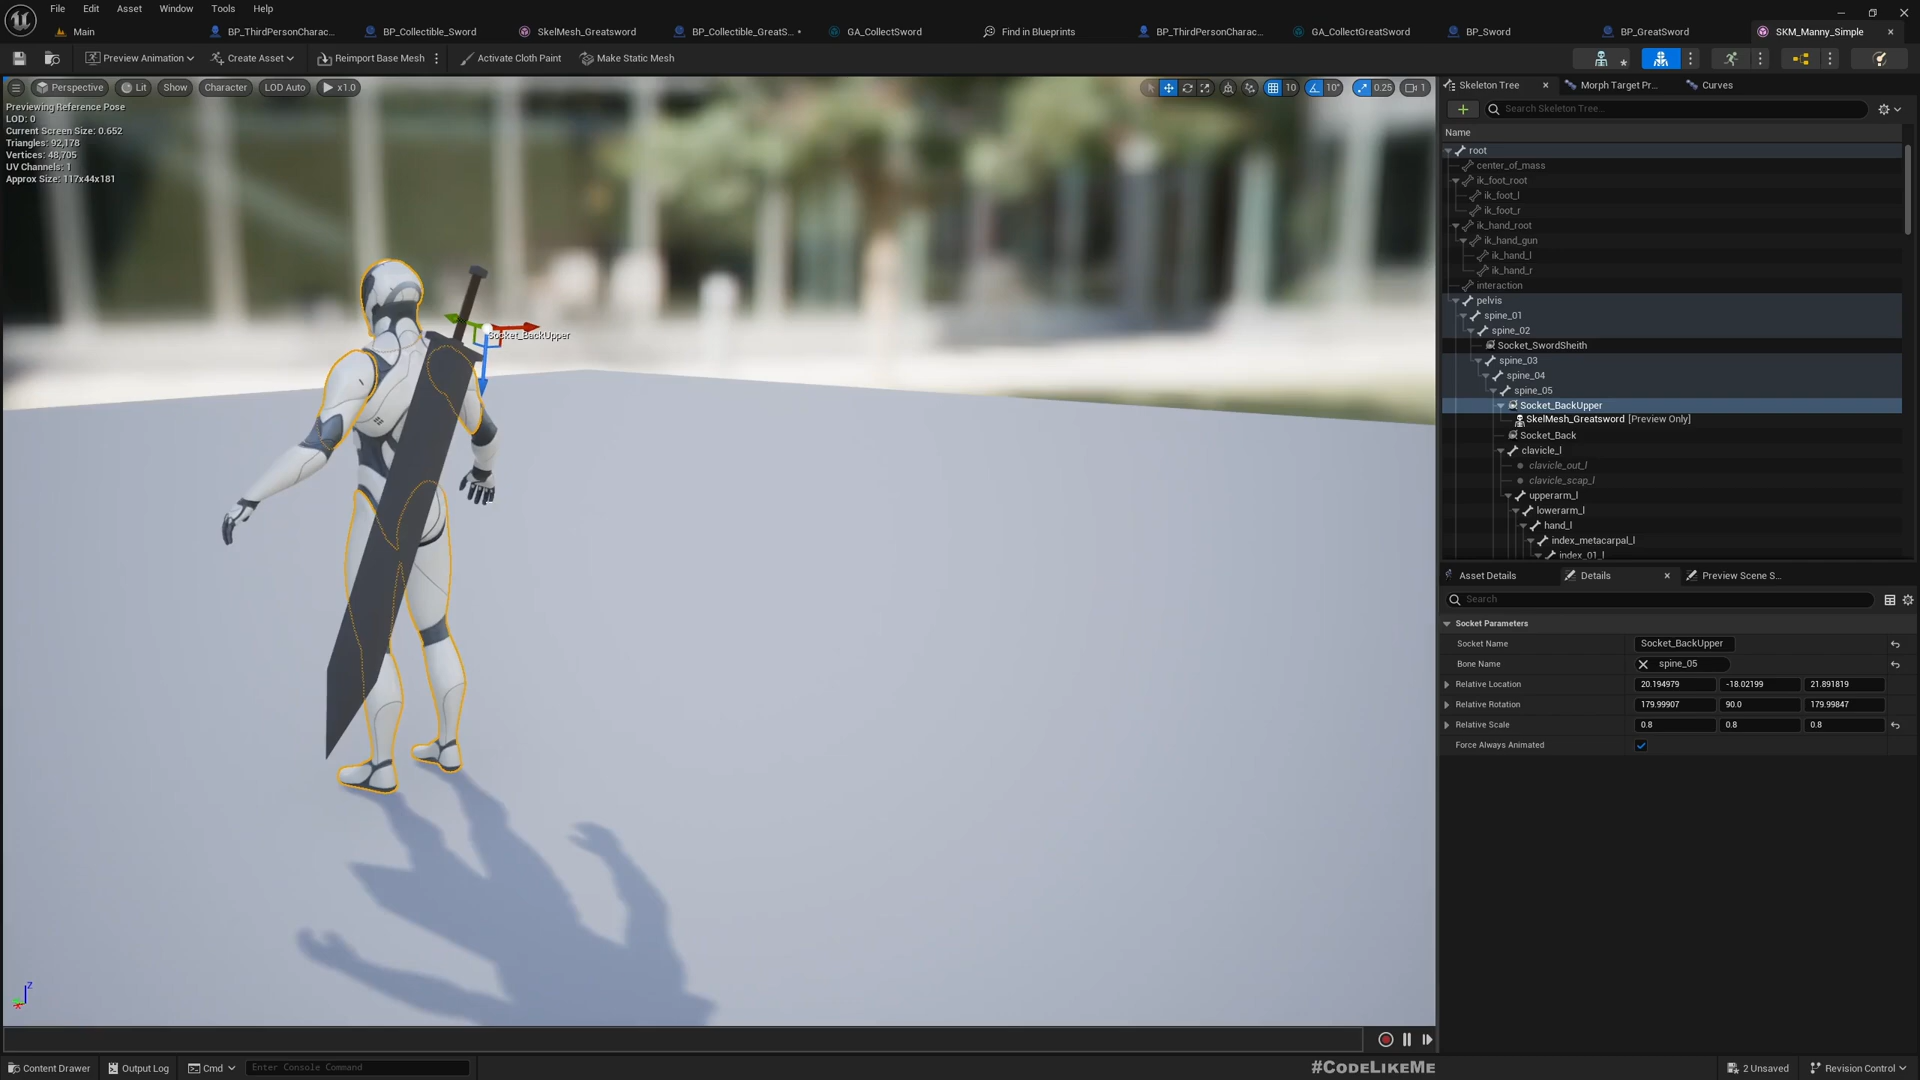 File Edit Asset Window Tools Help
Main BP_ThirdPersonCharac... BP_Collectible_Sword SkelMesh_Greatsword BP_Collectible_GreatS... • GA_CollectSword Find in Blueprints BP_ThirdPersonCharac... GA_CollectGreatSword BP_Sword BP_GreatSword SKM_Manny_Simple
Preview Animation Create Asset Reimport Base Mesh Activate Cloth Paint Make Static Mesh
Perspective Lit Show Character LOD Auto x1.0 10 10° 0.25 1
Previewing Reference Pose
LOD: 0
Current Screen Size: 0.652
Triangles: 92,178
Vertices: 48,705
UV Channels: 1
Approx Size: 117x44x181
Socket_BackUpper
Z
Skeleton Tree Morph Target Pr... Curves
Search Skeleton Tree...
Name
root
center_of_mass
ik_foot_root
ik_foot_l
ik_foot_r
ik_hand_root
ik_hand_gun
ik_hand_l
ik_hand_r
interaction
pelvis
spine_01
spine_02
Socket_SwordSheith
spine_03
spine_04
spine_05
Socket_BackUpper
SkelMesh_Greatsword [Preview Only]
Socket_Back
clavicle_l
clavicle_out_l
clavicle_scap_l
upperarm_l
lowerarm_l
hand_l
index_metacarpal_l
index_01_l
Asset Details Details Preview Scene S...
Search
Socket Parameters
Socket Name Socket_BackUpper
Bone Name spine_05
Relative Location 20.194979 -18.02199 21.891819
Relative Rotation 179.99907 90.0 179.99847
Relative Scale 0.8 0.8 0.8
Force Always Animated
Content Drawer Output Log Cmd Enter Console Command #CODELIKEME 2 Unsaved Revision Control